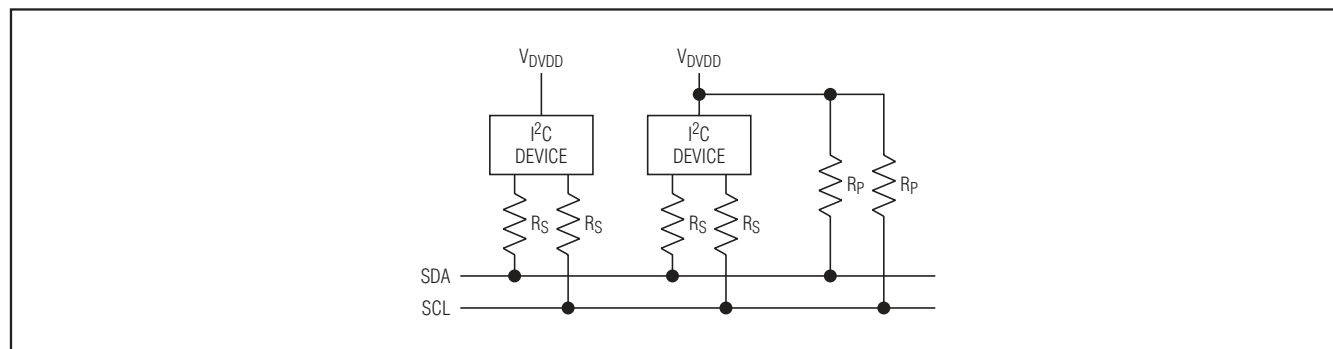 V_DVDD V_DVDD
I²C
DEVICE
I²C
DEVICE
R_P R_P
R_S R_S R_S R_S
SDA
SCL